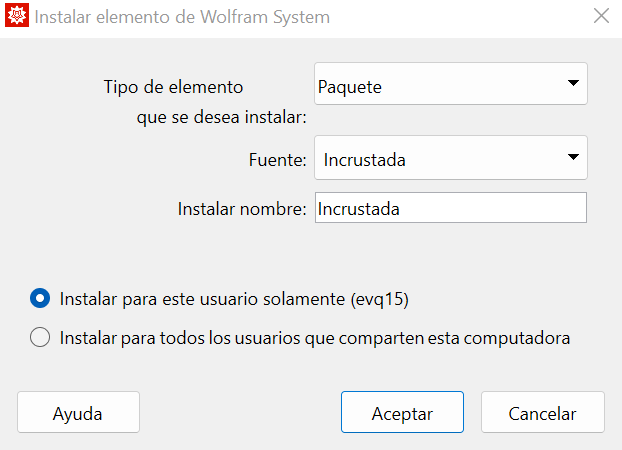 Instalar elemento de Wolfram System
Tipo de elemento
que se desea instalar:
Paquete
Fuente:
Incrustada
Instalar nombre:
Incrustada
Instalar para este usuario solamente (evq15)
Instalar para todos los usuarios que comparten esta computadora
Ayuda
Aceptar
Cancelar